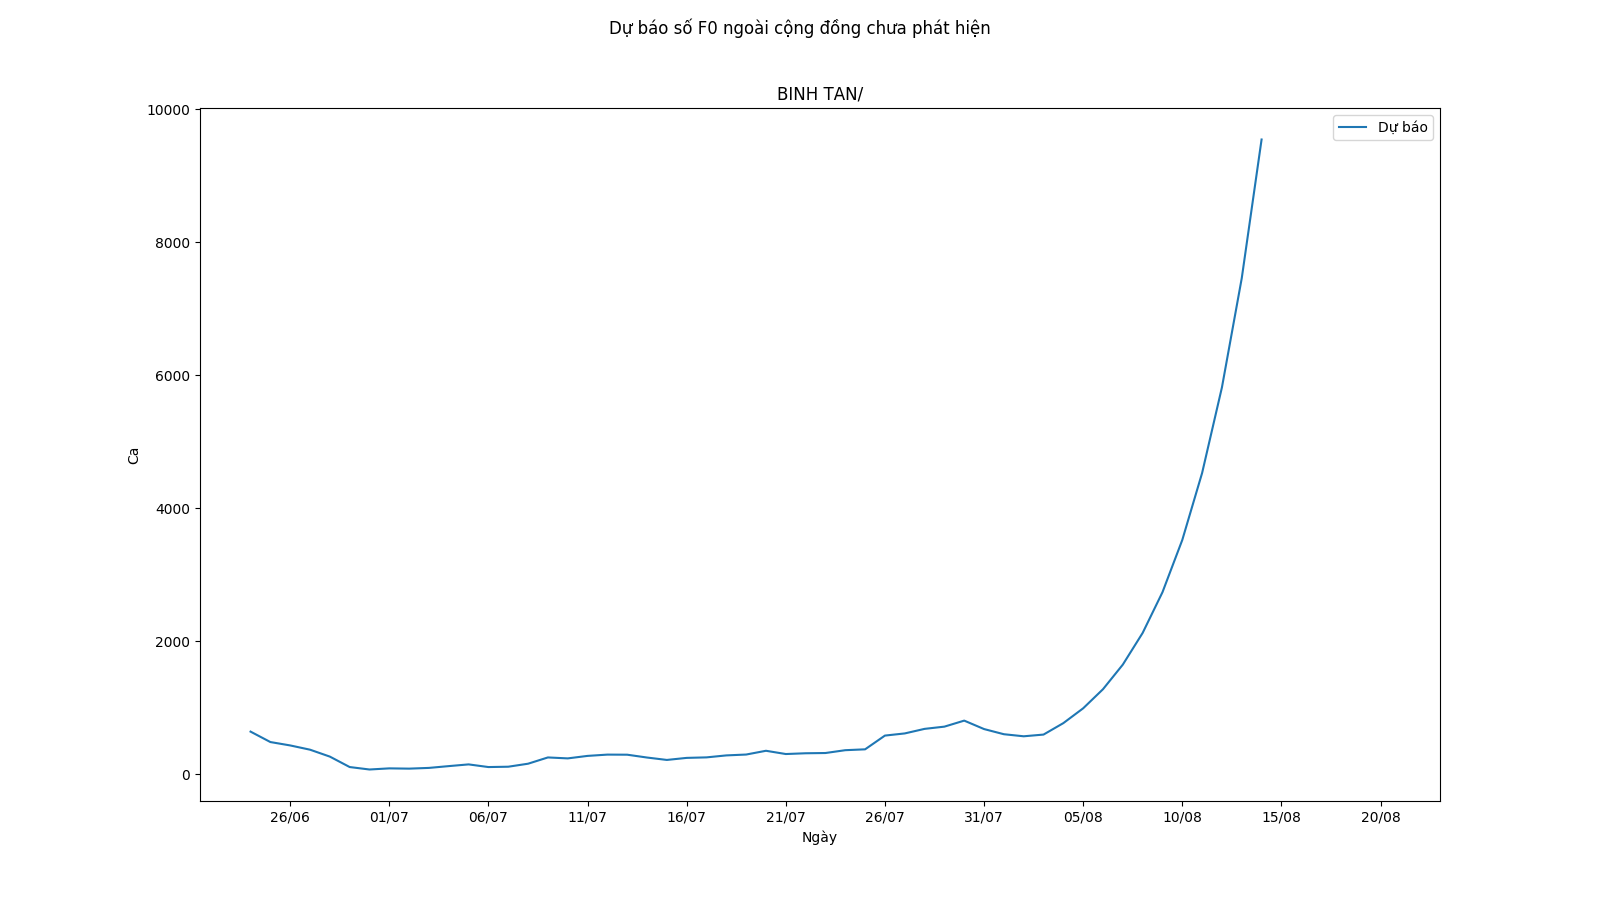 Dự báo số F0 ngoài cộng đồng chưa phát hiện
BINH TAN/
Dự báo
10000
8000
6000
4000
2000
0
Ca
26/06 01/07 06/07 11/07 16/07 21/07 26/07 31/07 05/08 10/08 15/08 20/08
Ngày